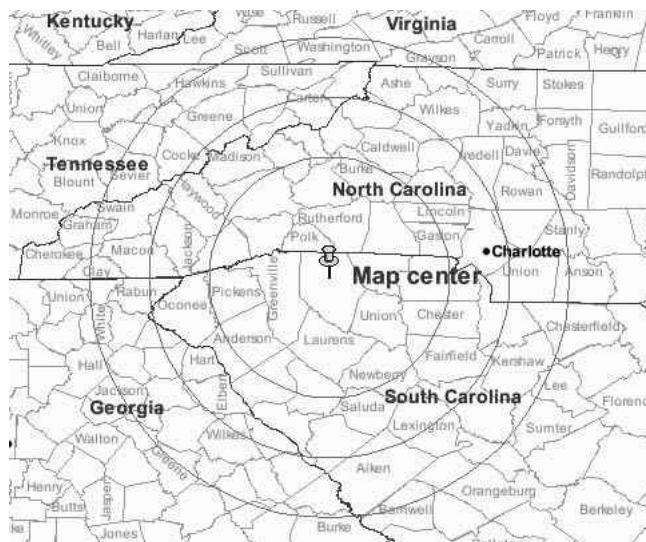 Wise Russell Floyd Franklin
Kentucky Virginia
Harlan Lee Washington Carroll
Whitley Bell Scott Grayson Patrick Henry
Claiborne Sullivan
Hawkins Ashe Surry Stokes
Union Carter
Greene Wilkes
Yadkin Forsyth Guilford
Knox Caldwell
Cocke Madison Iredell Davie
Tennessee Burke Davidson
Blount Sevier Haywood North Carolina Rowan Randolph
Swain Lincoln
Monroe Rutherford
Graham Polk Gaston Stanly
Cherokee Macon Jackson Charlotte
Clay Map center Union Anson
Union Rabun Oconee Pickens Greenville
White Union Chester Chesterfield
Anderson Laurens
Hall Hart Fairfield Kershaw
Newberry Lee
Jackson Elbert South Carolina Florenc
Georgia Saluda
Walton Wilkes Lexington Sumter
Greene Aiken
Henry Jasper Orangeburg
Butts Barnwell Berkeley
ke Jones Burke